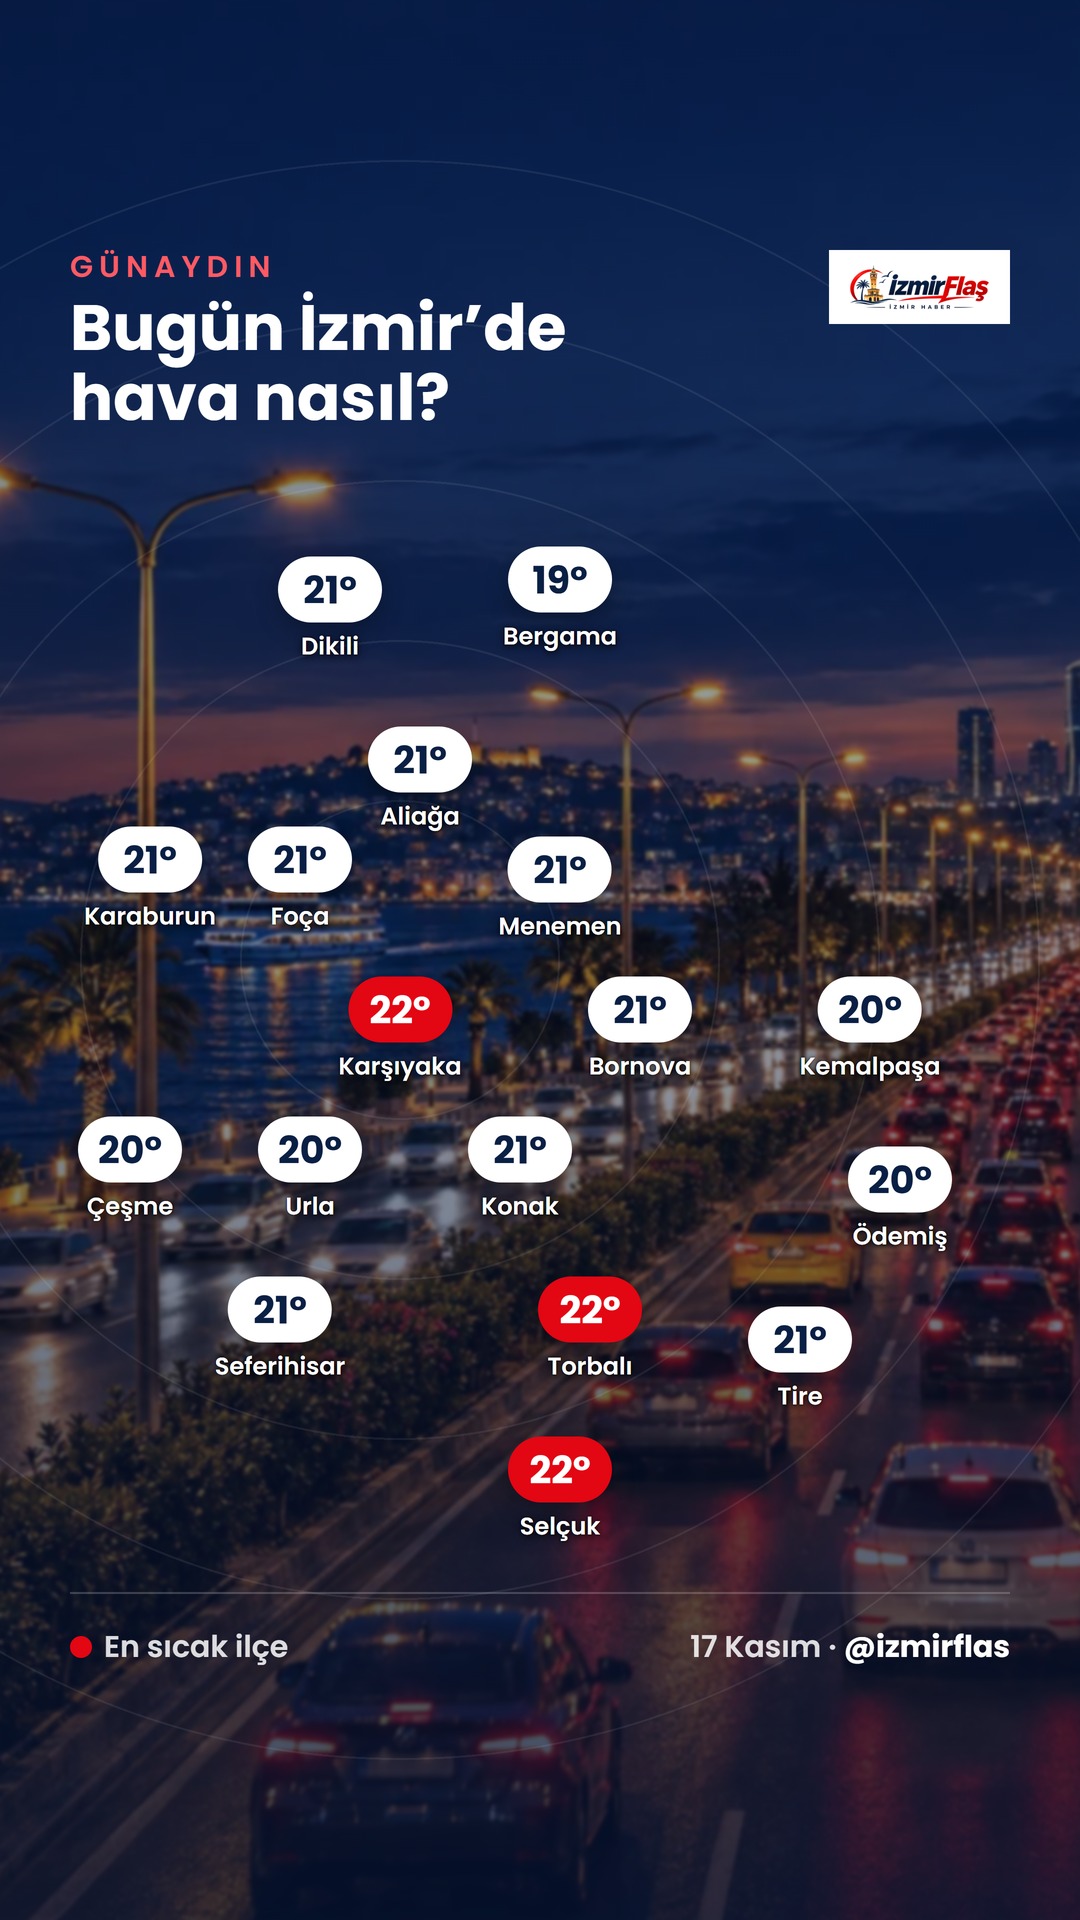 GÜNAYDIN
Bugün İzmir’de
hava nasıl?
izmirFlaş
İZMİR HABER
21°
Dikili
19°
Bergama
21°
Aliağa
21°
Karaburun
21°
Foça
21°
Menemen
22°
Karşıyaka
21°
Bornova
20°
Kemalpaşa
20°
Çeşme
20°
Urla
21°
Konak
20°
Ödemiş
21°
Seferihisar
22°
Torbalı
21°
Tire
22°
Selçuk
En sıcak ilçe
17 Kasım · @izmirflas